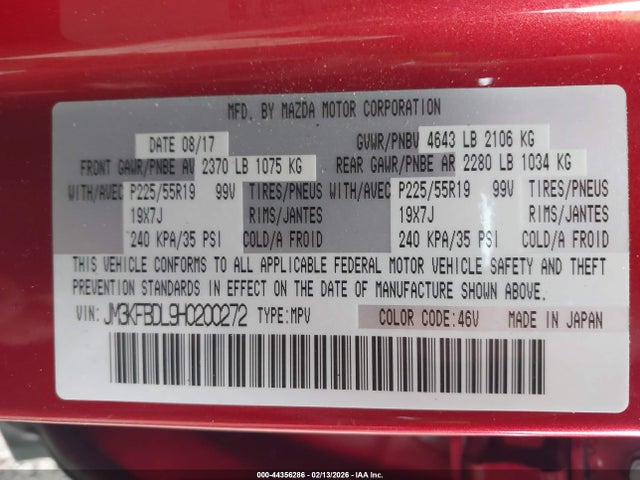 MFD. BY MAZDA MOTOR CORPORATION
DATE 08/17 GVWR/PNBV 4643 LB 2106 KG
FRONT GAWR/PNBE AV 2370 LB 1075 KG REAR GAWR/PNBE AR 2280 LB 1034 KG
WITH/AVEC P225/55R19 99V TIRES/PNEUS WITH/AVEC P225/55R19 99V TIRES/PNEUS
19X7J RIMS/JANTES 19X7J RIMS/JANTES
240 KPA/35 PSI COLD/A FROID 240 KPA/35 PSI COLD/A FROID
THIS VEHICLE CONFORMS TO ALL APPLICABLE FEDERAL MOTOR VEHICLE SAFETY AND THEFT
PREVENTION STANDARDS IN EFFECT ON THE DATE OF MANUFACTURE SHOWN ABOVE.
VIN: JM3KFBDL9H0200272 TYPE:MPV COLOR CODE:46V MADE IN JAPAN
000-44356286 - 02/13/2026 - IAA Inc.